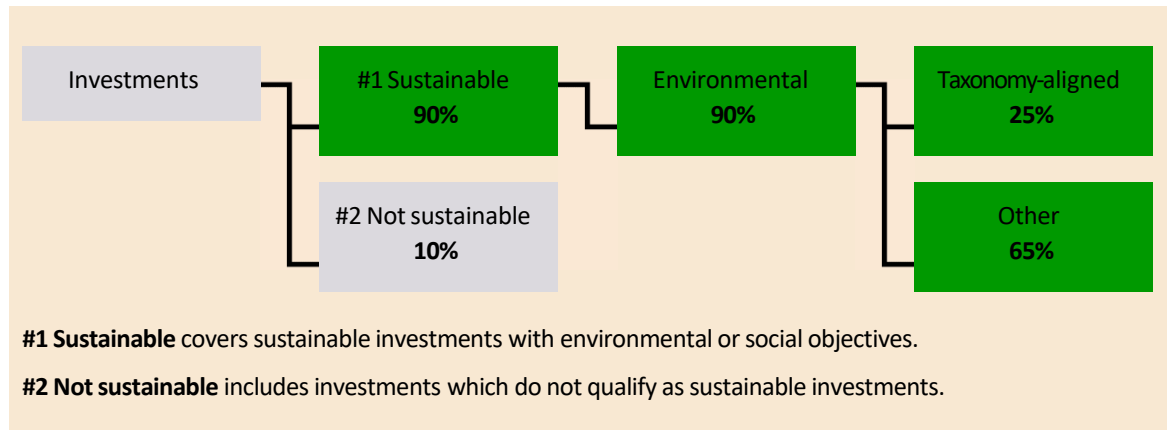 Investments
#1 Sustainable
90%
Environmental
90%
Taxonomy-aligned
25%
#2 Not sustainable
10%
Other
65%
#1 Sustainable covers sustainable investments with environmental or social objectives.
#2 Not sustainable includes investments which do not qualify as sustainable investments.